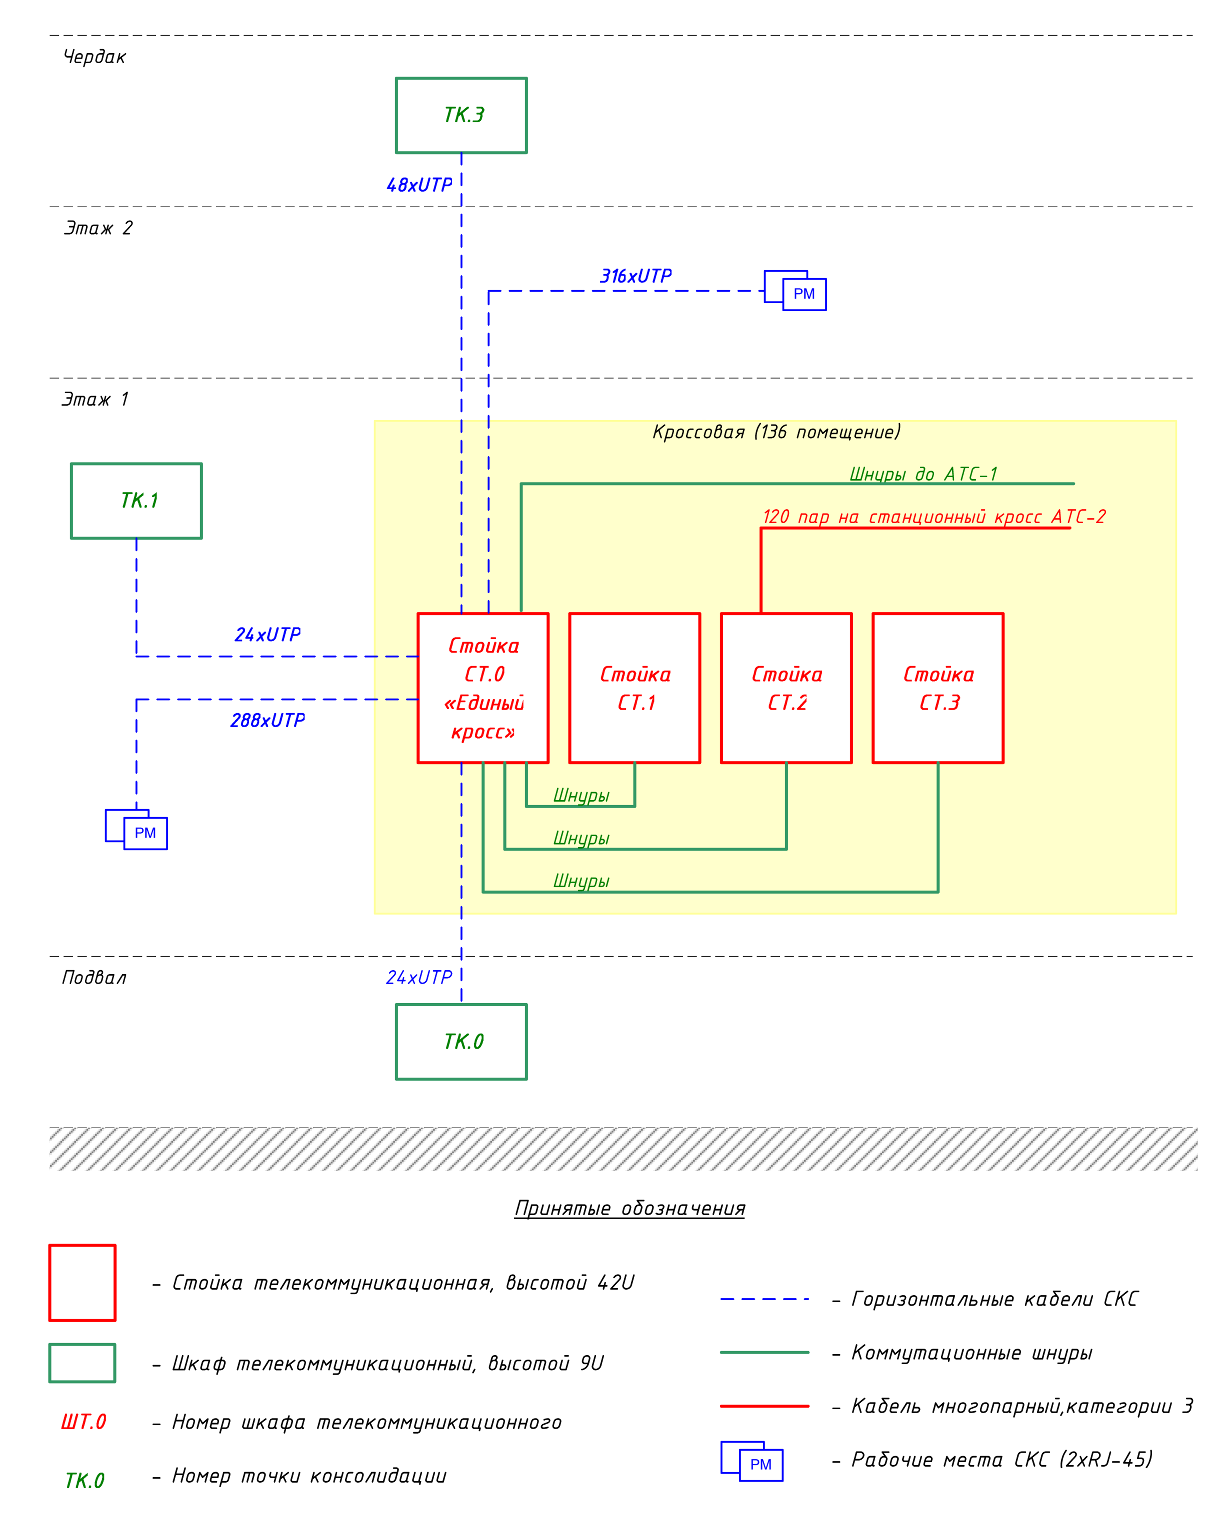 Чердак
ТК.3
48xUTP
Этаж 2
316xUTP
РМ
Этаж 1
Кроссовая (136 помещение)
ТК.1
Шнуры до АТС-1
120 пар на станционный кросс АТС-2
24xUTP
288xUTP
РМ
Стойка
СТ.0
«Единый
кросс»
Стойка
СТ.1
Стойка
СТ.2
Стойка
СТ.3
Шнуры
Шнуры
Шнуры
Подвал
24xUTP
ТК.0
Принятые обозначения
- Стойка телекоммуникационная, высотой 42U
- Шкаф телекоммуникационный, высотой 9U
ШТ.0 - Номер шкафа телекоммуникационного
ТК.0 - Номер точки консолидации
- Горизонтальные кабели СКС
- Коммутационные шнуры
- Кабель многопарный,категории 3
РМ - Рабочие места СКС (2xRJ-45)